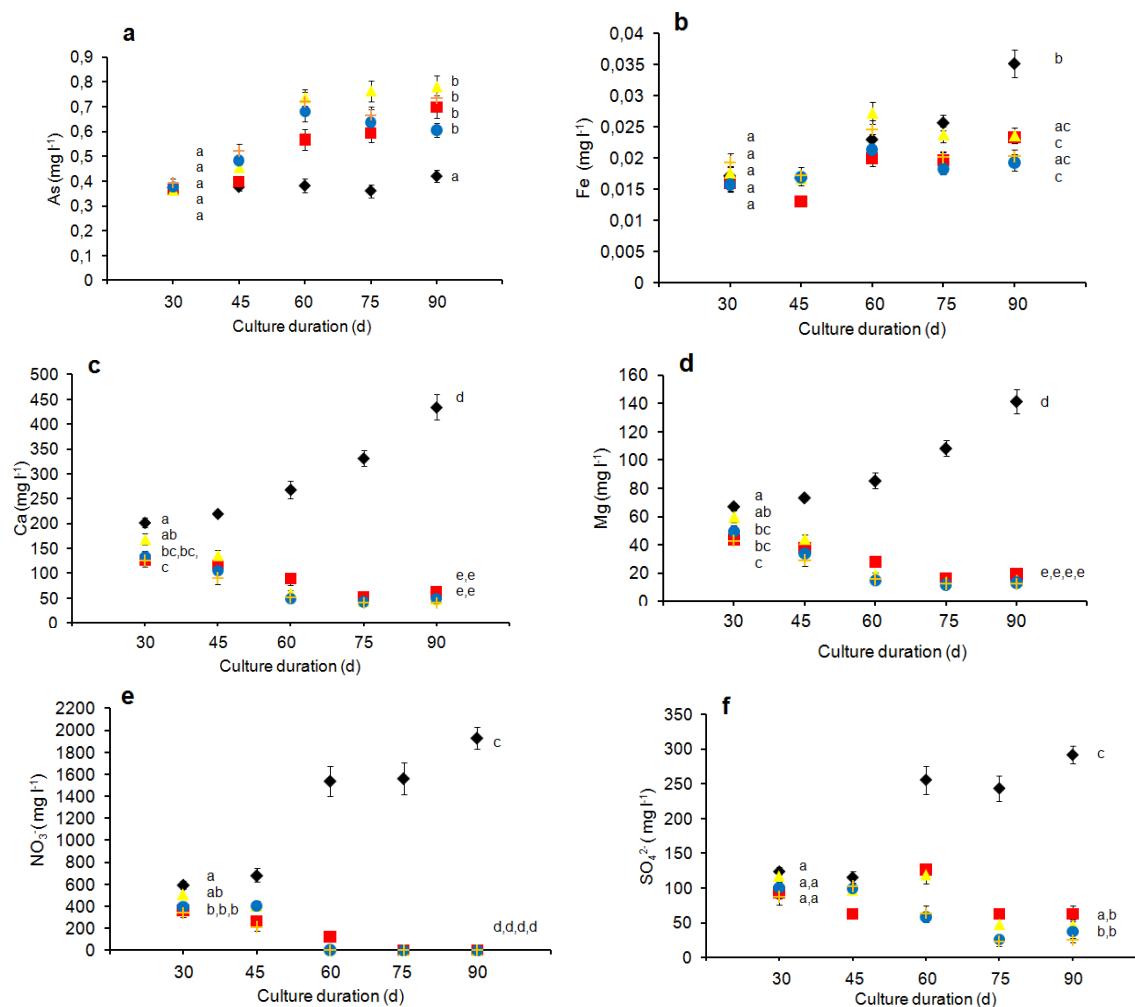 a
0,9
0,8
0,7
0,6
0,5
0,4
0,3
0,2
0,1
0
As (mg l⁻¹)
a
a
a
a
a
b
b
b
b
a
30 45 60 75 90
Culture duration (d)
b
0,04
0,035
0,03
0,025
0,02
0,015
0,01
0,005
0
Fe (mg l⁻¹)
a
a
a
a
a
b
ac
c
ac
c
30 45 60 75 90
Culture duration (d)
c
500
450
400
350
300
250
200
150
100
50
0
Ca (mg l⁻¹)
a
ab
bc,bc,
c
d
e,e
e,e
30 45 60 75 90
Culture duration (d)
d
160
140
120
100
80
60
40
20
0
Mg (mg l⁻¹)
a
ab
bc
bc
c
d
e,e,e,e
30 45 60 75 90
Culture duration (d)
e
2200
2000
1800
1600
1400
1200
1000
800
600
400
200
0
NO₃⁻ (mg l⁻¹)
a
ab
b,b,b
c
d,d,d,d
30 45 60 75 90
Culture duration (d)
f
350
300
250
200
150
100
50
0
SO₄²⁻ ( mg l⁻¹)
a
a,a
a,a
c
a,b
b,b
30 45 60 75 90
Culture duration (d)